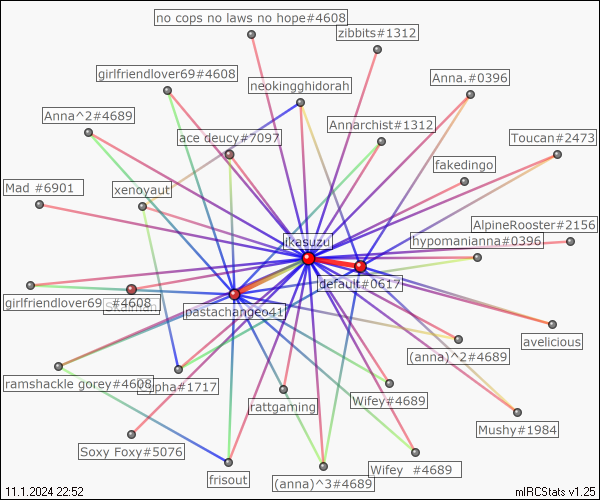 no cops no laws no hope#4608
zibbits#1312
girlfriendlover69#4608
neokingghidorah
Anna.#0396
Anna^2#4689
ace deucy#7097
Annarchist#1312
Toucan#2473
fakedingo
Mad #6901
xenoyaut
AlpineRooster#2156
hypomanianna#0396
ikasuzu
default#0617
girlfriendlover69 #4608
pastachangeo41
avelicious
(anna)^2#4689
ramshackle gorey#4608
#1717
rattgaming
Wifey#4689
Mushy#1984
Soxy Foxy#5076
frisout
(anna)^3#4689
Wifey #4689
11.1.2024 22:52
mIRCStats v1.25